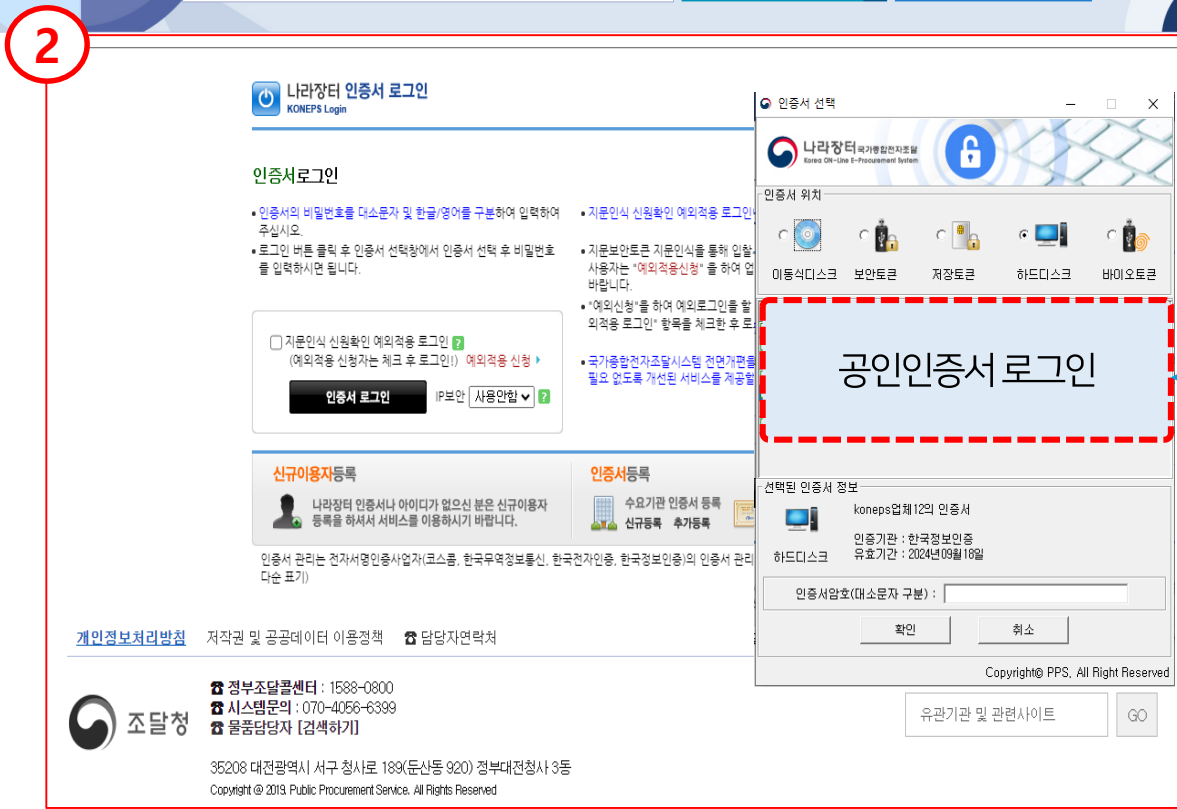 2
나라장터 인증서 로그인
KONEPS Login
인증서로그인
• 인증서의 비밀번호를 대소문자 및 한글/영어를 구분하여 입력하여
주십시오.
• 로그인 버튼 클릭 후 인증서 선택창에서 인증서 선택 후 비밀번호
를 입력하시면 됩니다.
• 지문인식 신원확인 예외적용 로그인
• 지문보안토큰 지문인식을 통해 입찰
사용자는 "예외적용신청" 을 하여 업
바랍니다.
• "예외신청"을 하여 예외로그인을 할
외적용 로그인" 항목을 체크한 후 로
• 국가종합전자조달시스템 전면개편을
필요 없도록 개선된 서비스를 제공할
지문인식 신원확인 예외적용 로그인 ?
(예외적용 신청자는 체크 후 로그인!) 예외적용 신청
인증서 로그인 IP보안 사용안함 ?
신규이용자등록
나라장터 인증서나 아이디가 없으신 분은 신규이용자
등록을 하셔서 서비스를 이용하시기 바랍니다.
인증서등록
수요기관 인증서 등록
신규등록 추가등록
인증서 관리는 전자서명인증사업자(코스콤, 한국무역정보통신, 한국전자인증, 한국정보인증)의 인증서 관리
다순 표기)
인증서 선택
나라장터 국가종합전자조달
Korea ON-Line E-Procurement System
인증서 위치
이동식디스크 보안토큰 저장토큰 하드디스크 바이오토큰
공인인증서 로그인
선택된 인증서 정보
koneps업체12의 인증서
인증기관 : 한국정보인증
유효기간 : 2024년09월18일
하드디스크
인증서암호(대소문자 구분) :
확인 취소
Copyright© PPS, All Right Reserved
개인정보처리방침 저작권 및 공공데이터 이용정책 ☎ 담당자연락처
조달청
☎ 정부조달콜센터 : 1588-0800
☎ 시스템문의 : 070-4056-6399
☎ 물품담당자 [검색하기]
유관기관 및 관련사이트 GO
35208 대전광역시 서구 청사로 189(둔산동 920) 정부대전청사 3동
Copyright @ 2019. Public Procurement Service. All Rights Reserved